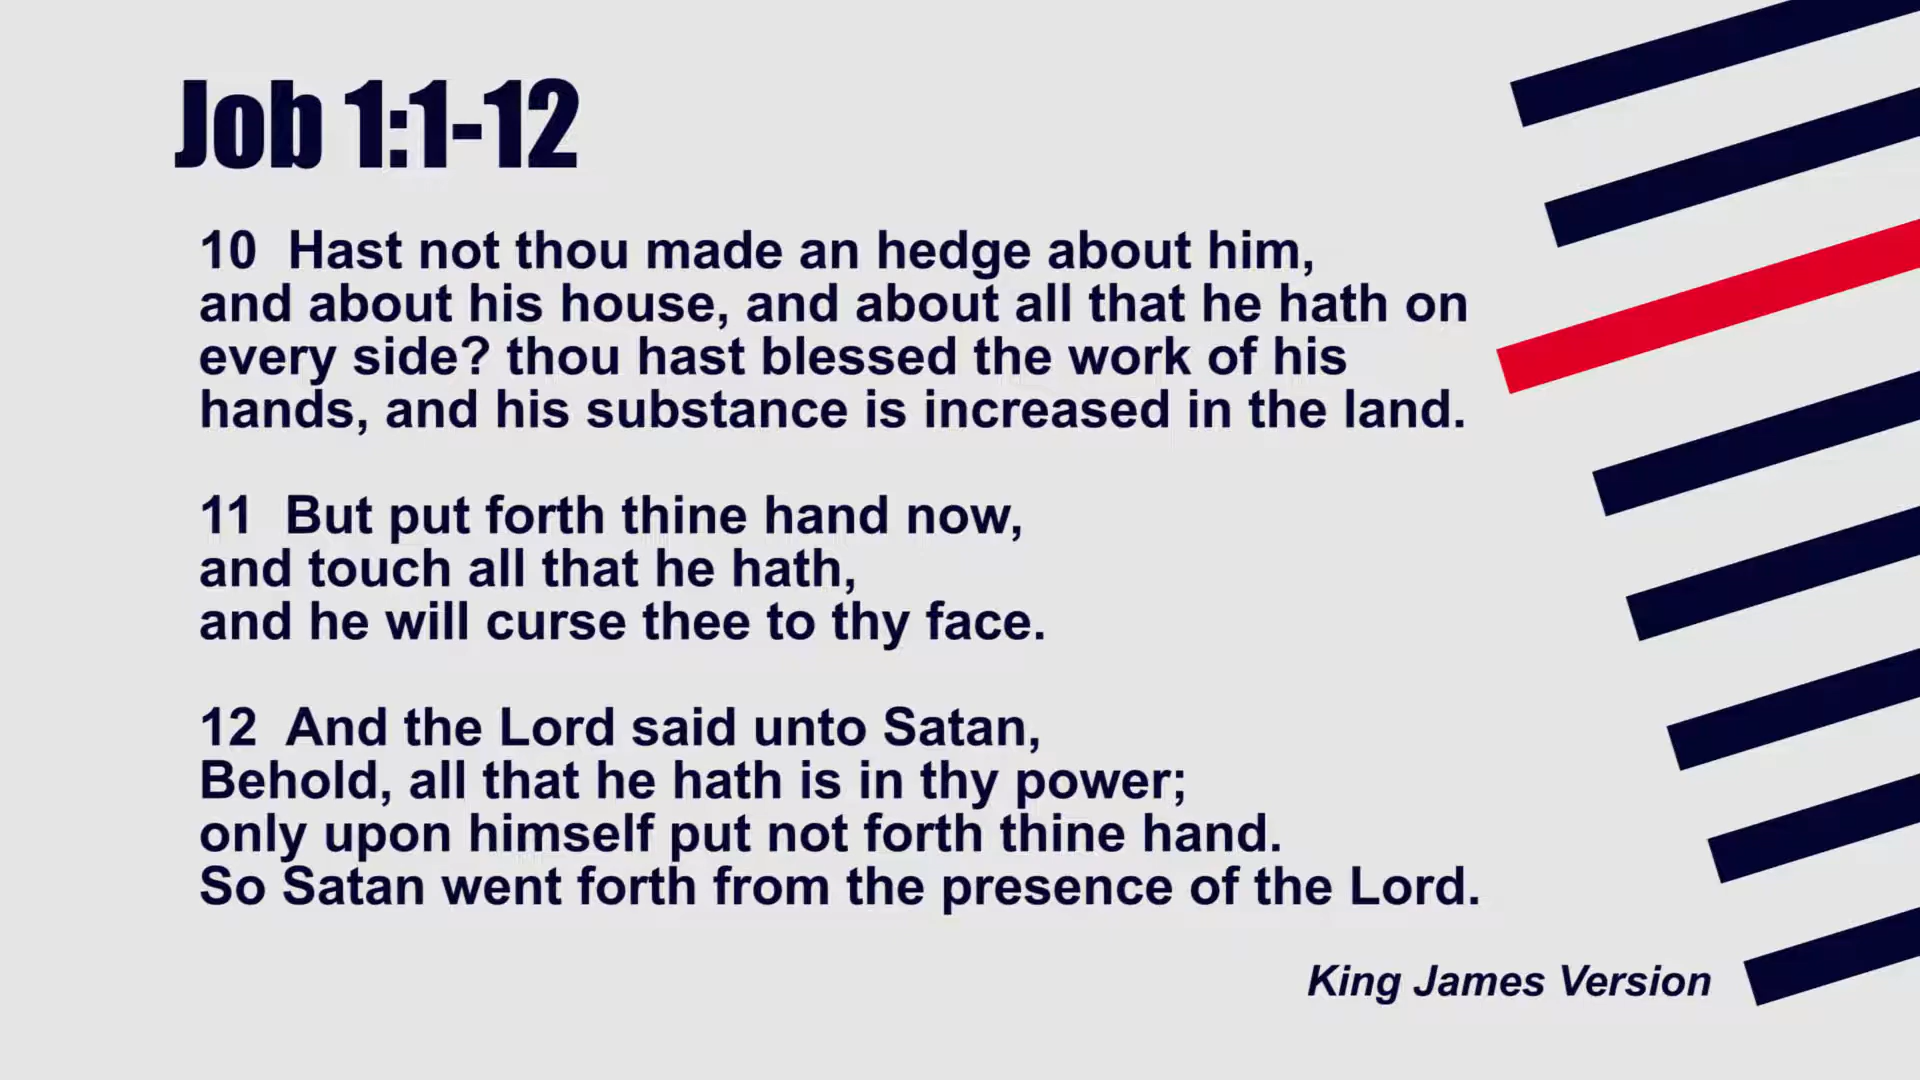 Job 1:1-12
10 Hast not thou made an hedge about him,
and about his house, and about all that he hath on
every side? thou hast blessed the work of his
hands, and his substance is increased in the land.
11 But put forth thine hand now,
and touch all that he hath,
and he will curse thee to thy face.
12 And the Lord said unto Satan,
Behold, all that he hath is in thy power;
only upon himself put not forth thine hand.
So Satan went forth from the presence of the Lord.
King James Version